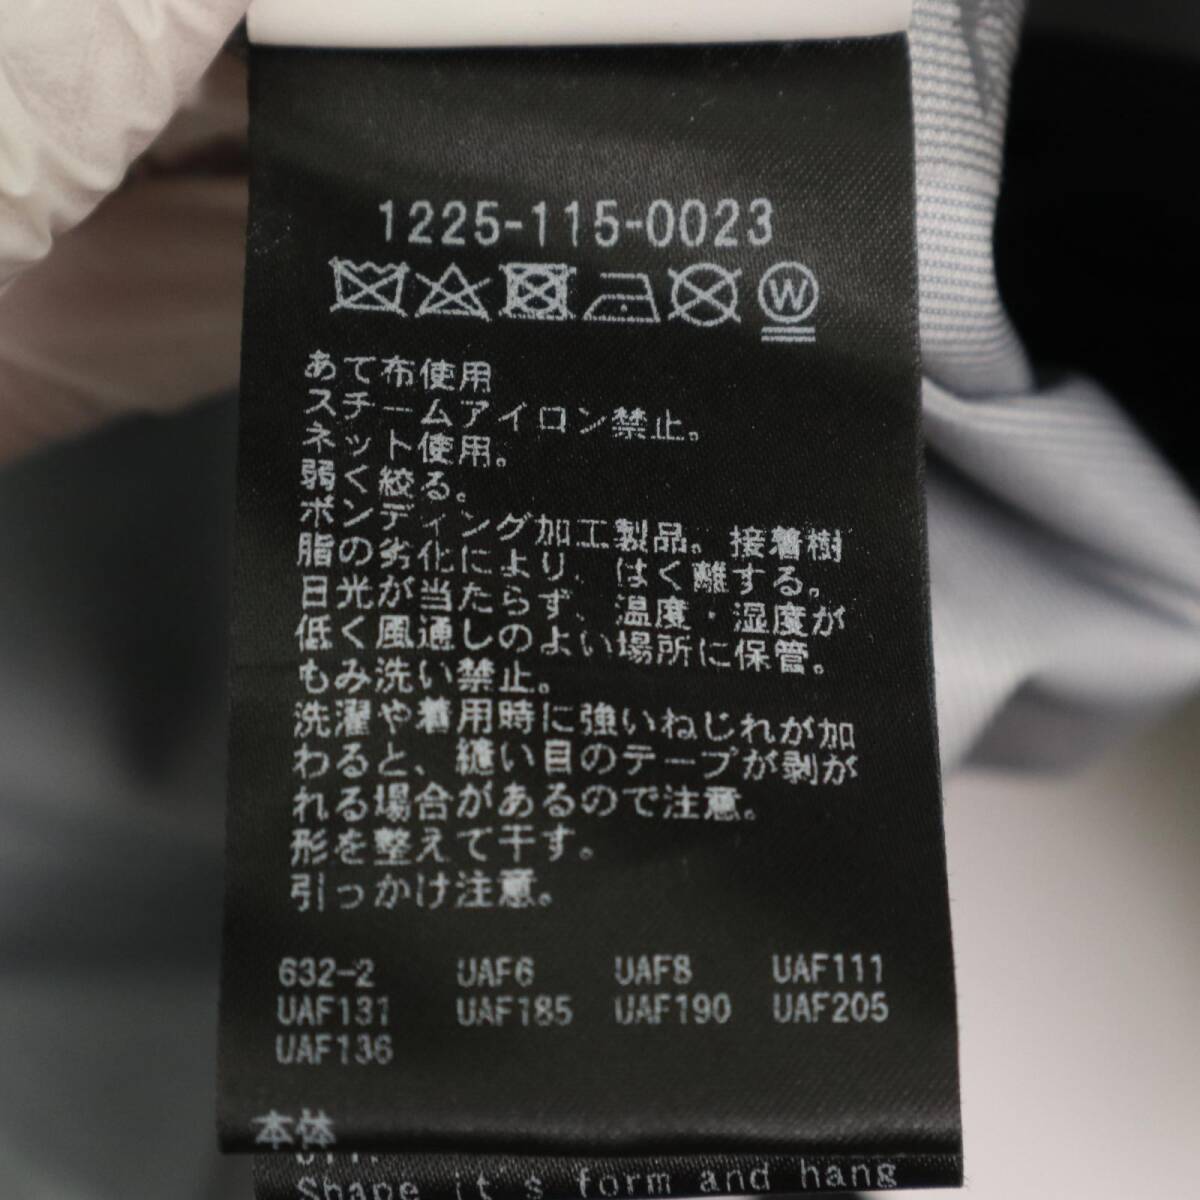 1225-115-0023
W
あて布使用
スチームアイロン禁止。
ネット使用。
弱く絞る。
ボンディング加工製品。接着樹
脂の劣化により、はく離する。
日光が当たらず、温度・湿度が
低く風通しのよい場所に保管。
もみ洗い禁止。
洗濯や着用時に強いねじれが加
わると、縫い目のテープが剥が
れる場合があるので注意。
形を整えて干す。
引っかけ注意。
632-2 UAF6 UAF8 UAF111
UAF131 UAF185 UAF190 UAF205
UAF136
本体
Shape it's form and hang